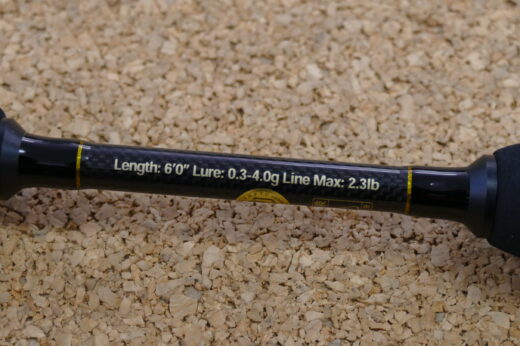 Length: 6'0" Lure: 0.3-4.0g Line Max: 2.3lb